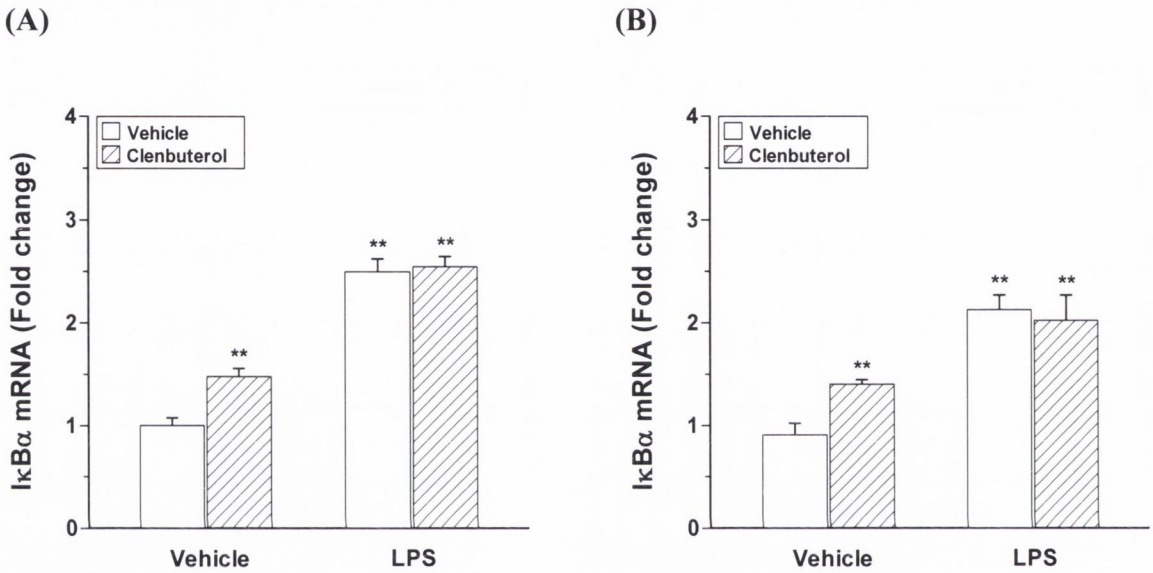 (A)
IκBα mRNA (Fold change)
4
3
2
1
0
Vehicle
Clenbuterol
**
**
**
Vehicle
LPS
(B)
IκBα mRNA (Fold change)
4
3
2
1
0
Vehicle
Clenbuterol
**
**
**
Vehicle
LPS